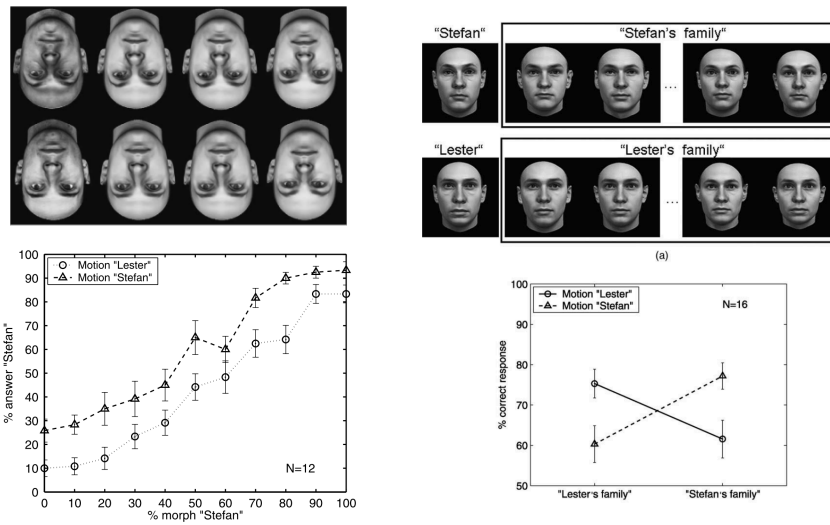 "Stefan" "Stefan's family"
...
"Lester" "Lester's family"
...
(a)
100
90
80
70
60
50
40
30
20
10
0
% answer "Stefan"
Motion "Lester"
Motion "Stefan"
N=12
0 10 20 30 40 50 60 70 80 90 100
% morph "Stefan"
100
90
80
70
60
50
% correct response
Motion "Lester"
Motion "Stefan"
N=16
"Lester's family" "Stefan's family"